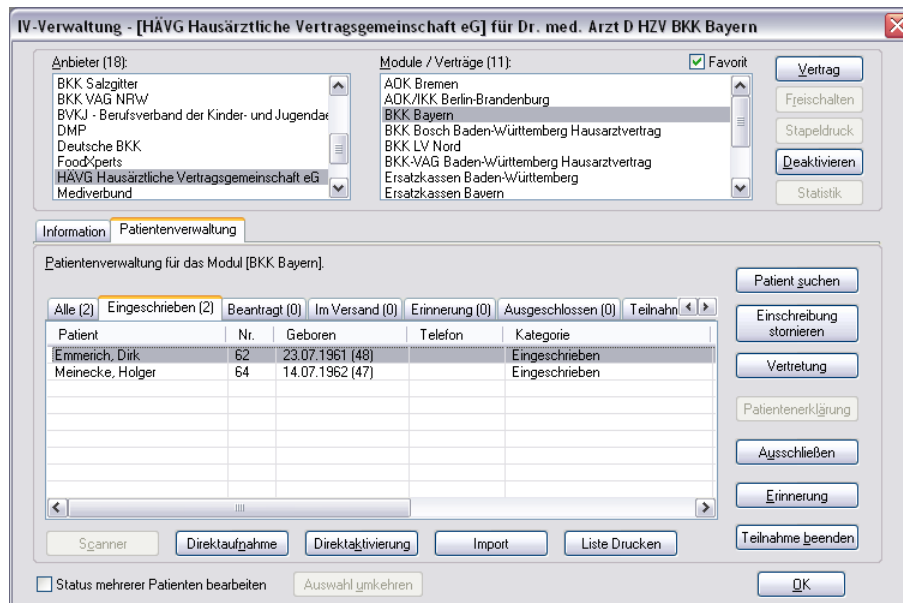 IV-Verwaltung - [HÄVG Hausärztliche Vertragsgemeinschaft eG] für Dr. med. Arzt D HZV BKK Bayern
Anbieter (18):
BKK Salzgitter
BKK VAG NRW
BVKJ - Berufsverband der Kinder- und Jugendae
DMP
Deutsche BKK
FoodXperts
HÄVG Hausärztliche Vertragsgemeinschaft eG
Mediverbund
Module / Verträge (11):
Favorit
AOK Bremen
AOK/IKK Berlin-Brandenburg
BKK Bayern
BKK Bosch Baden-Württemberg Hausarztvertrag
BKK LV Nord
BKK-VAG Baden-Württemberg Hausarztvertrag
Ersatzkassen Baden-Württemberg
Ersatzkassen Bayern
Vertrag
Freischalten
Stapeldruck
Deaktivieren
Statistik
Information Patientenverwaltung
Patientenverwaltung für das Modul [BKK Bayern].
Alle (2) Eingeschrieben (2) Beantragt (0) Im Versand (0) Erinnerung (0) Ausgeschlossen (0) Teilnahn
Patient Nr. Geboren Telefon Kategorie
Emmerich, Dirk 62 23.07.1961 (48) Eingeschrieben
Meinecke, Holger 64 14.07.1962 (47) Eingeschrieben
Patient suchen
Einschreibung
stornieren
Vertretung
Patientenerklärung
Ausschließen
Erinnerung
Teilnahme beenden
Scanner Direktaufnahme Direktaktivierung Import Liste Drucken
Status mehrerer Patienten bearbeiten Auswahl umkehren OK